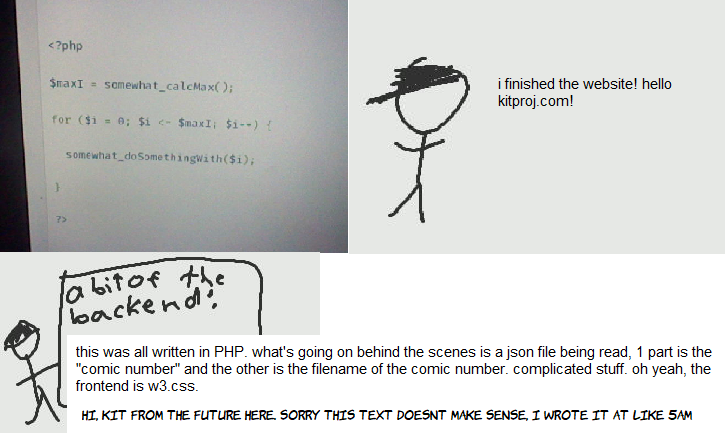 <?php
$maxI = somewhat_calcMax();
for ($i = 0; $i <- $maxI; $i--) {
somewhat_doSomethingWith($i);
}
?>
i finished the website! hello
kitproj.com!
a bit of the
backend!
this was all written in PHP. what's going on behind the scenes is a json file being read, 1 part is the
"comic number" and the other is the filename of the comic number. complicated stuff. oh yeah, the
frontend is w3.css.
HI, KIT FROM THE FUTURE HERE. SORRY THIS TEXT DOESNT MAKE SENSE, I WROTE IT AT LIKE 5AM